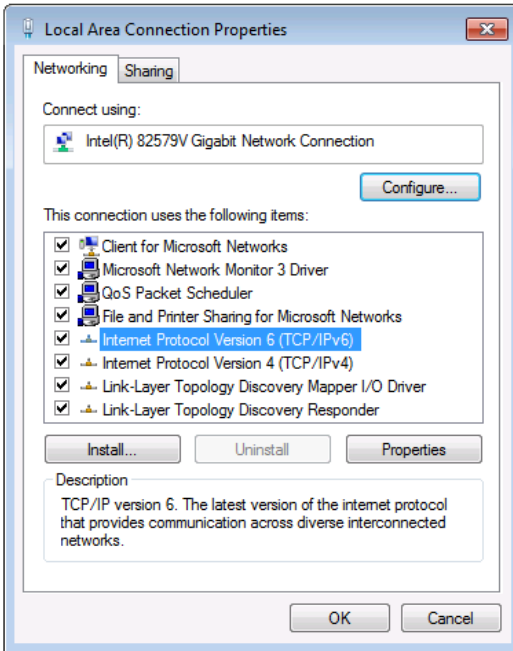 Local Area Connection Properties
Networking
Sharing
Connect using:
Intel(R) 82579V Gigabit Network Connection
Configure...
This connection uses the following items:
Client for Microsoft Networks
Microsoft Network Monitor 3 Driver
QoS Packet Scheduler
File and Printer Sharing for Microsoft Networks
Internet Protocol Version 6 (TCP/IPv6)
Internet Protocol Version 4 (TCP/IPv4)
Link-Layer Topology Discovery Mapper I/O Driver
Link-Layer Topology Discovery Responder
Install...
Uninstall
Properties
Description
TCP/IP version 6. The latest version of the internet protocol
that provides communication across diverse interconnected
networks.
OK
Cancel